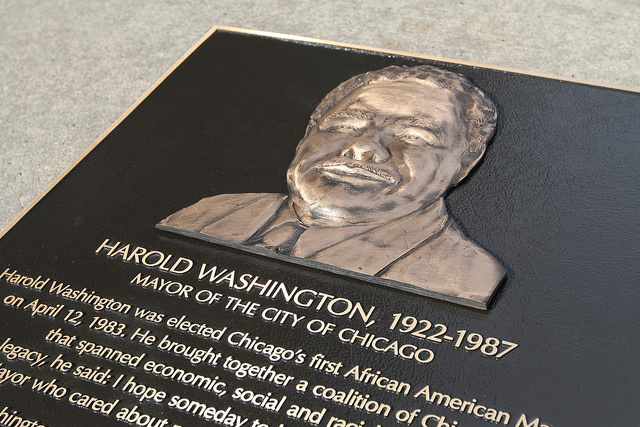 HAROLD WASHINGTON, 1922-1987
MAYOR OF THE CITY OF CHICAGO
Harold Washington was elected Chicago's first African American
on April 12, 1983. He brought together a coalition of
that spanned economic, social and
legacy, he said: I hope someday
who cared about